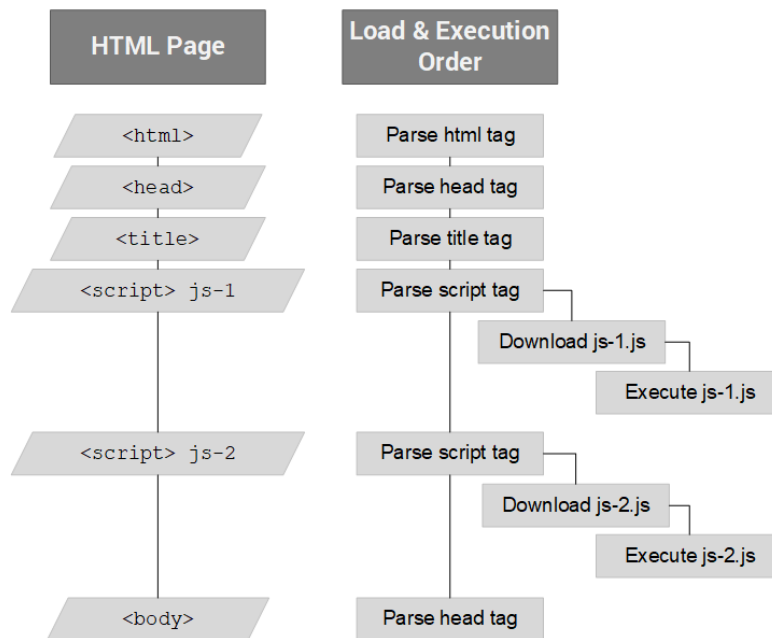 HTML Page
Load & Execution
Order
<html>
Parse html tag
<head>
Parse head tag
<title>
Parse title tag
<script> js-1
Parse script tag
Download js-1.js
Execute js-1.js
<script> js-2
Parse script tag
Download js-2.js
Execute js-2.js
<body>
Parse head tag